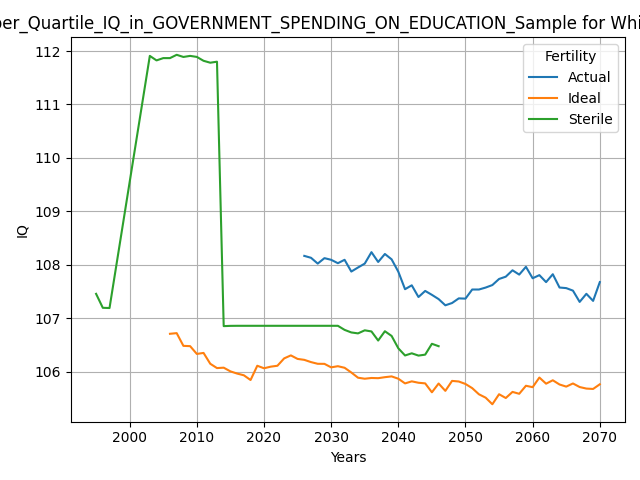 per_Quartile_IQ_in_GOVERNMENT_SPENDING_ON_EDUCATION_Sample for Whi
112
111
110
109
108
107
106
IQ
Fertility
Actual
Ideal
Sterile
2000 2010 2020 2030 2040 2050 2060 2070
Years